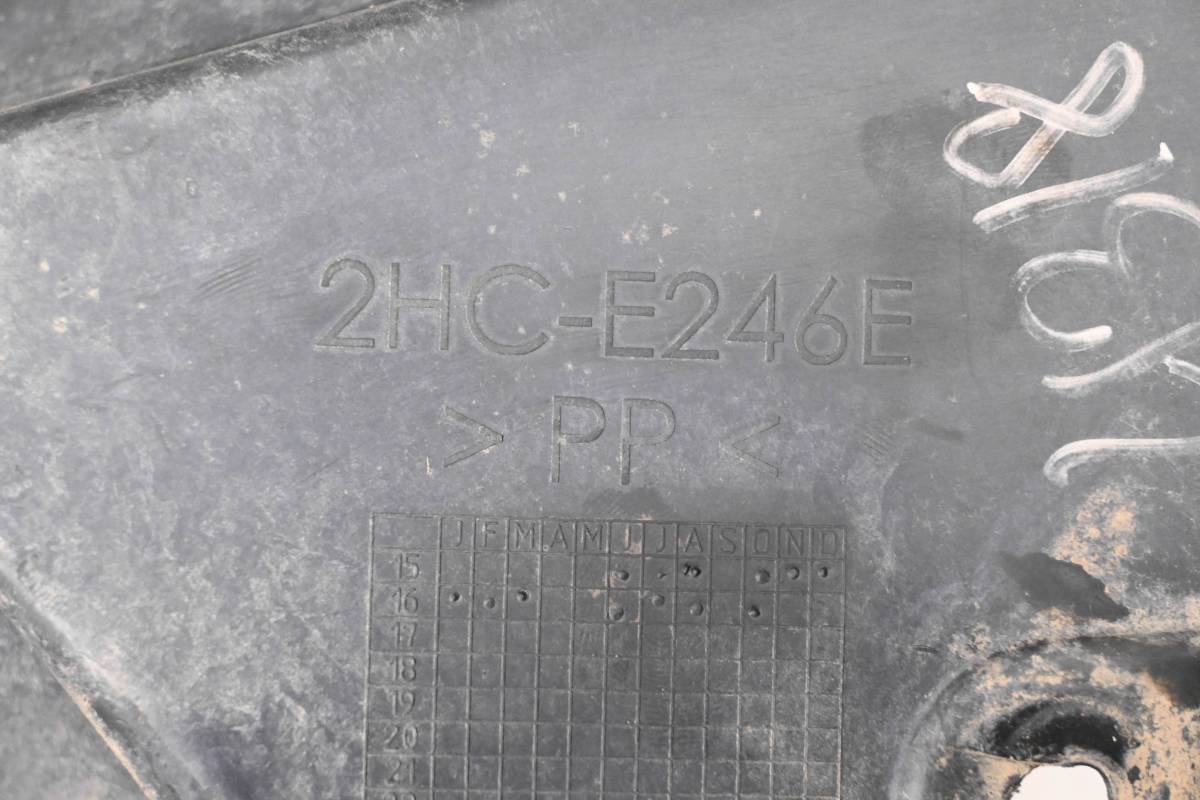 2HC-E246E
> PP <
J F M A M J J A S O N D
15
16
17
18
19
20
21